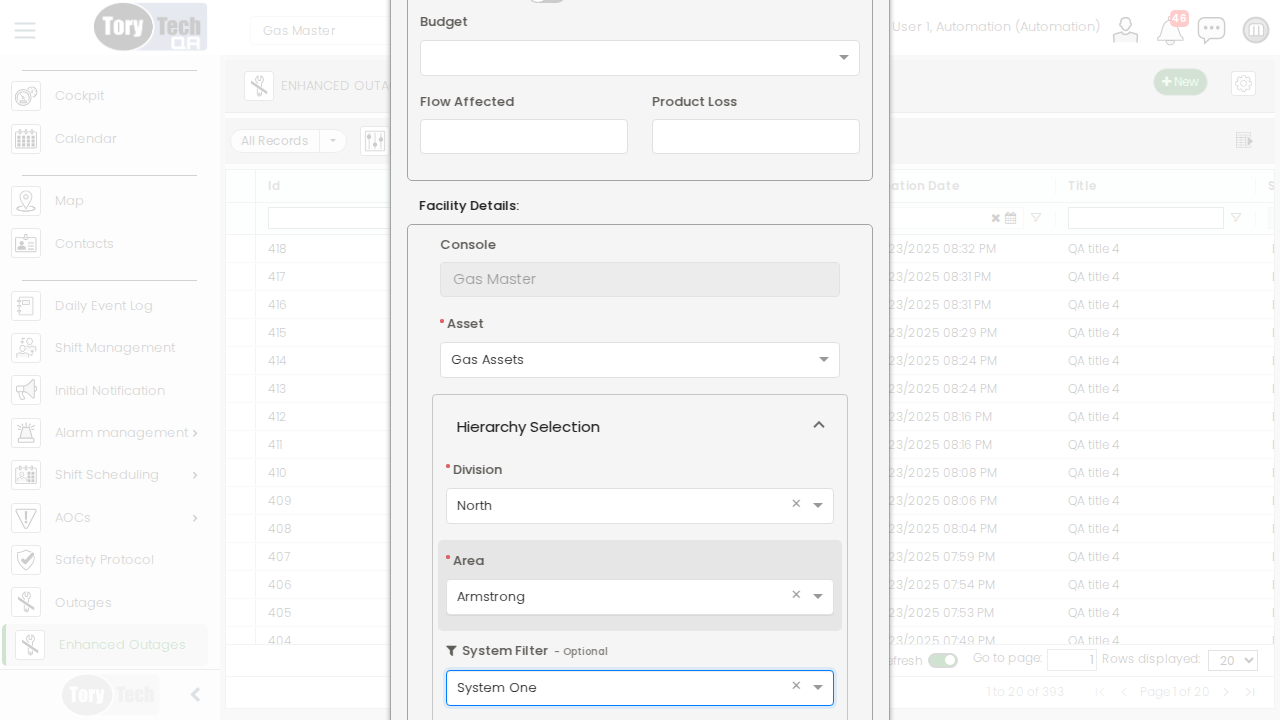 Tory Tech
QA
Gas Master
User 1, Automation (Automation)
46
m
Cockpit
Calendar
Map
Contacts
Daily Event Log
Shift Management
Initial Notification
Alarm management
Shift Scheduling
AOCs
Safety Protocol
Outages
Enhanced Outages
Tory Tech
ENHANCED OUTA
+ New
All Records
Id
ation Date
Title
S
418
23/2025 08:32 PM
QA title 4
417
23/2025 08:31 PM
QA title 4
416
23/2025 08:31 PM
QA title 4
415
23/2025 08:29 PM
QA title 4
414
23/2025 08:24 PM
QA title 4
413
23/2025 08:24 PM
QA title 4
412
23/2025 08:16 PM
QA title 4
411
23/2025 08:16 PM
QA title 4
410
23/2025 08:08 PM
QA title 4
409
23/2025 08:06 PM
QA title 4
408
23/2025 08:04 PM
QA title 4
407
23/2025 07:59 PM
QA title 4
406
23/2025 07:54 PM
QA title 4
405
23/2025 07:53 PM
QA title 4
404
23/2025 07:49 PM
QA title 4
efresh
Go to page:
1
Rows displayed:
20
1 to 20 of 393
Page 1 of 20
Budget
Flow Affected
Product Loss
Facility Details:
Console
Gas Master
Asset
Gas Assets
Hierarchy Selection
Division
North
Area
Armstrong
System Filter - Optional
System One